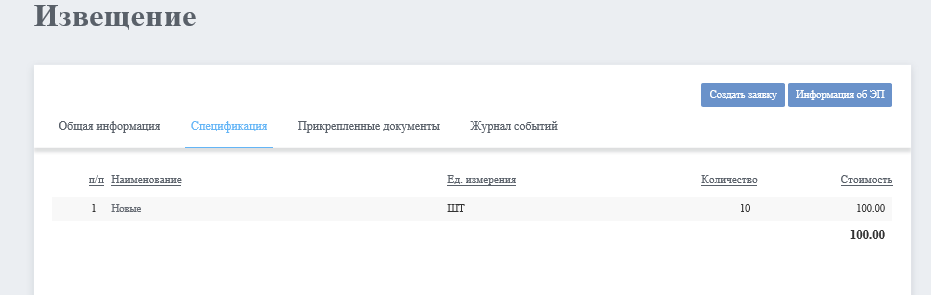 Извещение
Создать заявку Информация об ЭП
Общая информация Спецификация Прикрепленные документы Журнал событий
п/п Наименование Ед. измерения Количество Стоимость
1 Новые ШТ 10 100.00
100.00